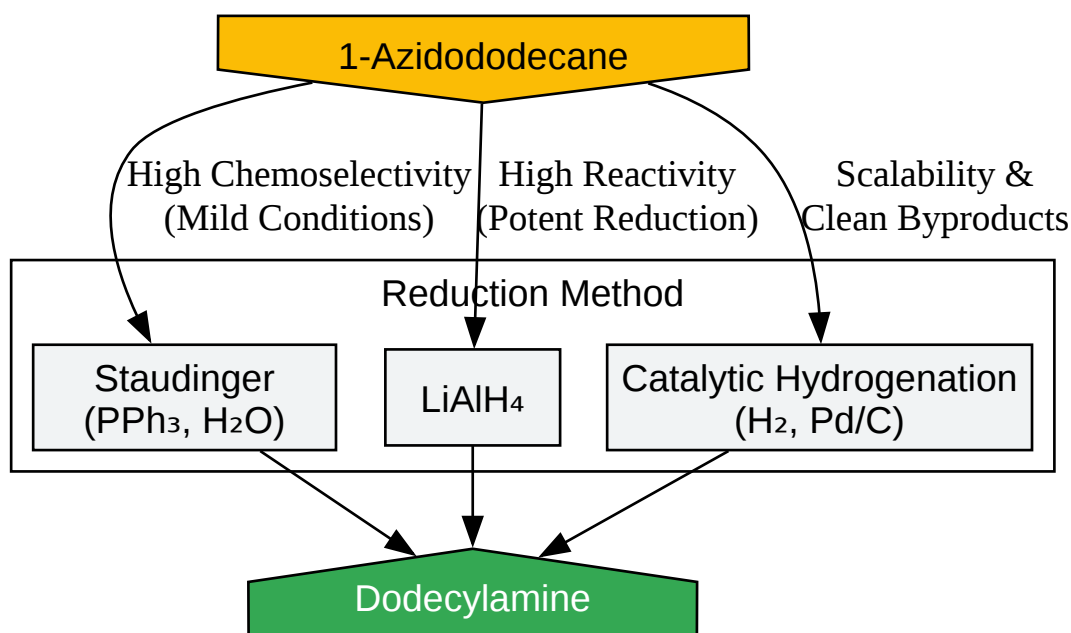 1-Azidododecane
High Chemoselectivity
(Mild Conditions)
High Reactivity
(Potent Reduction)
Scalability &
Clean Byproducts
Reduction Method
Staudinger
(PPh₃, H₂O)
LiAlH₄
Catalytic Hydrogenation
(H₂, Pd/C)
Dodecylamine